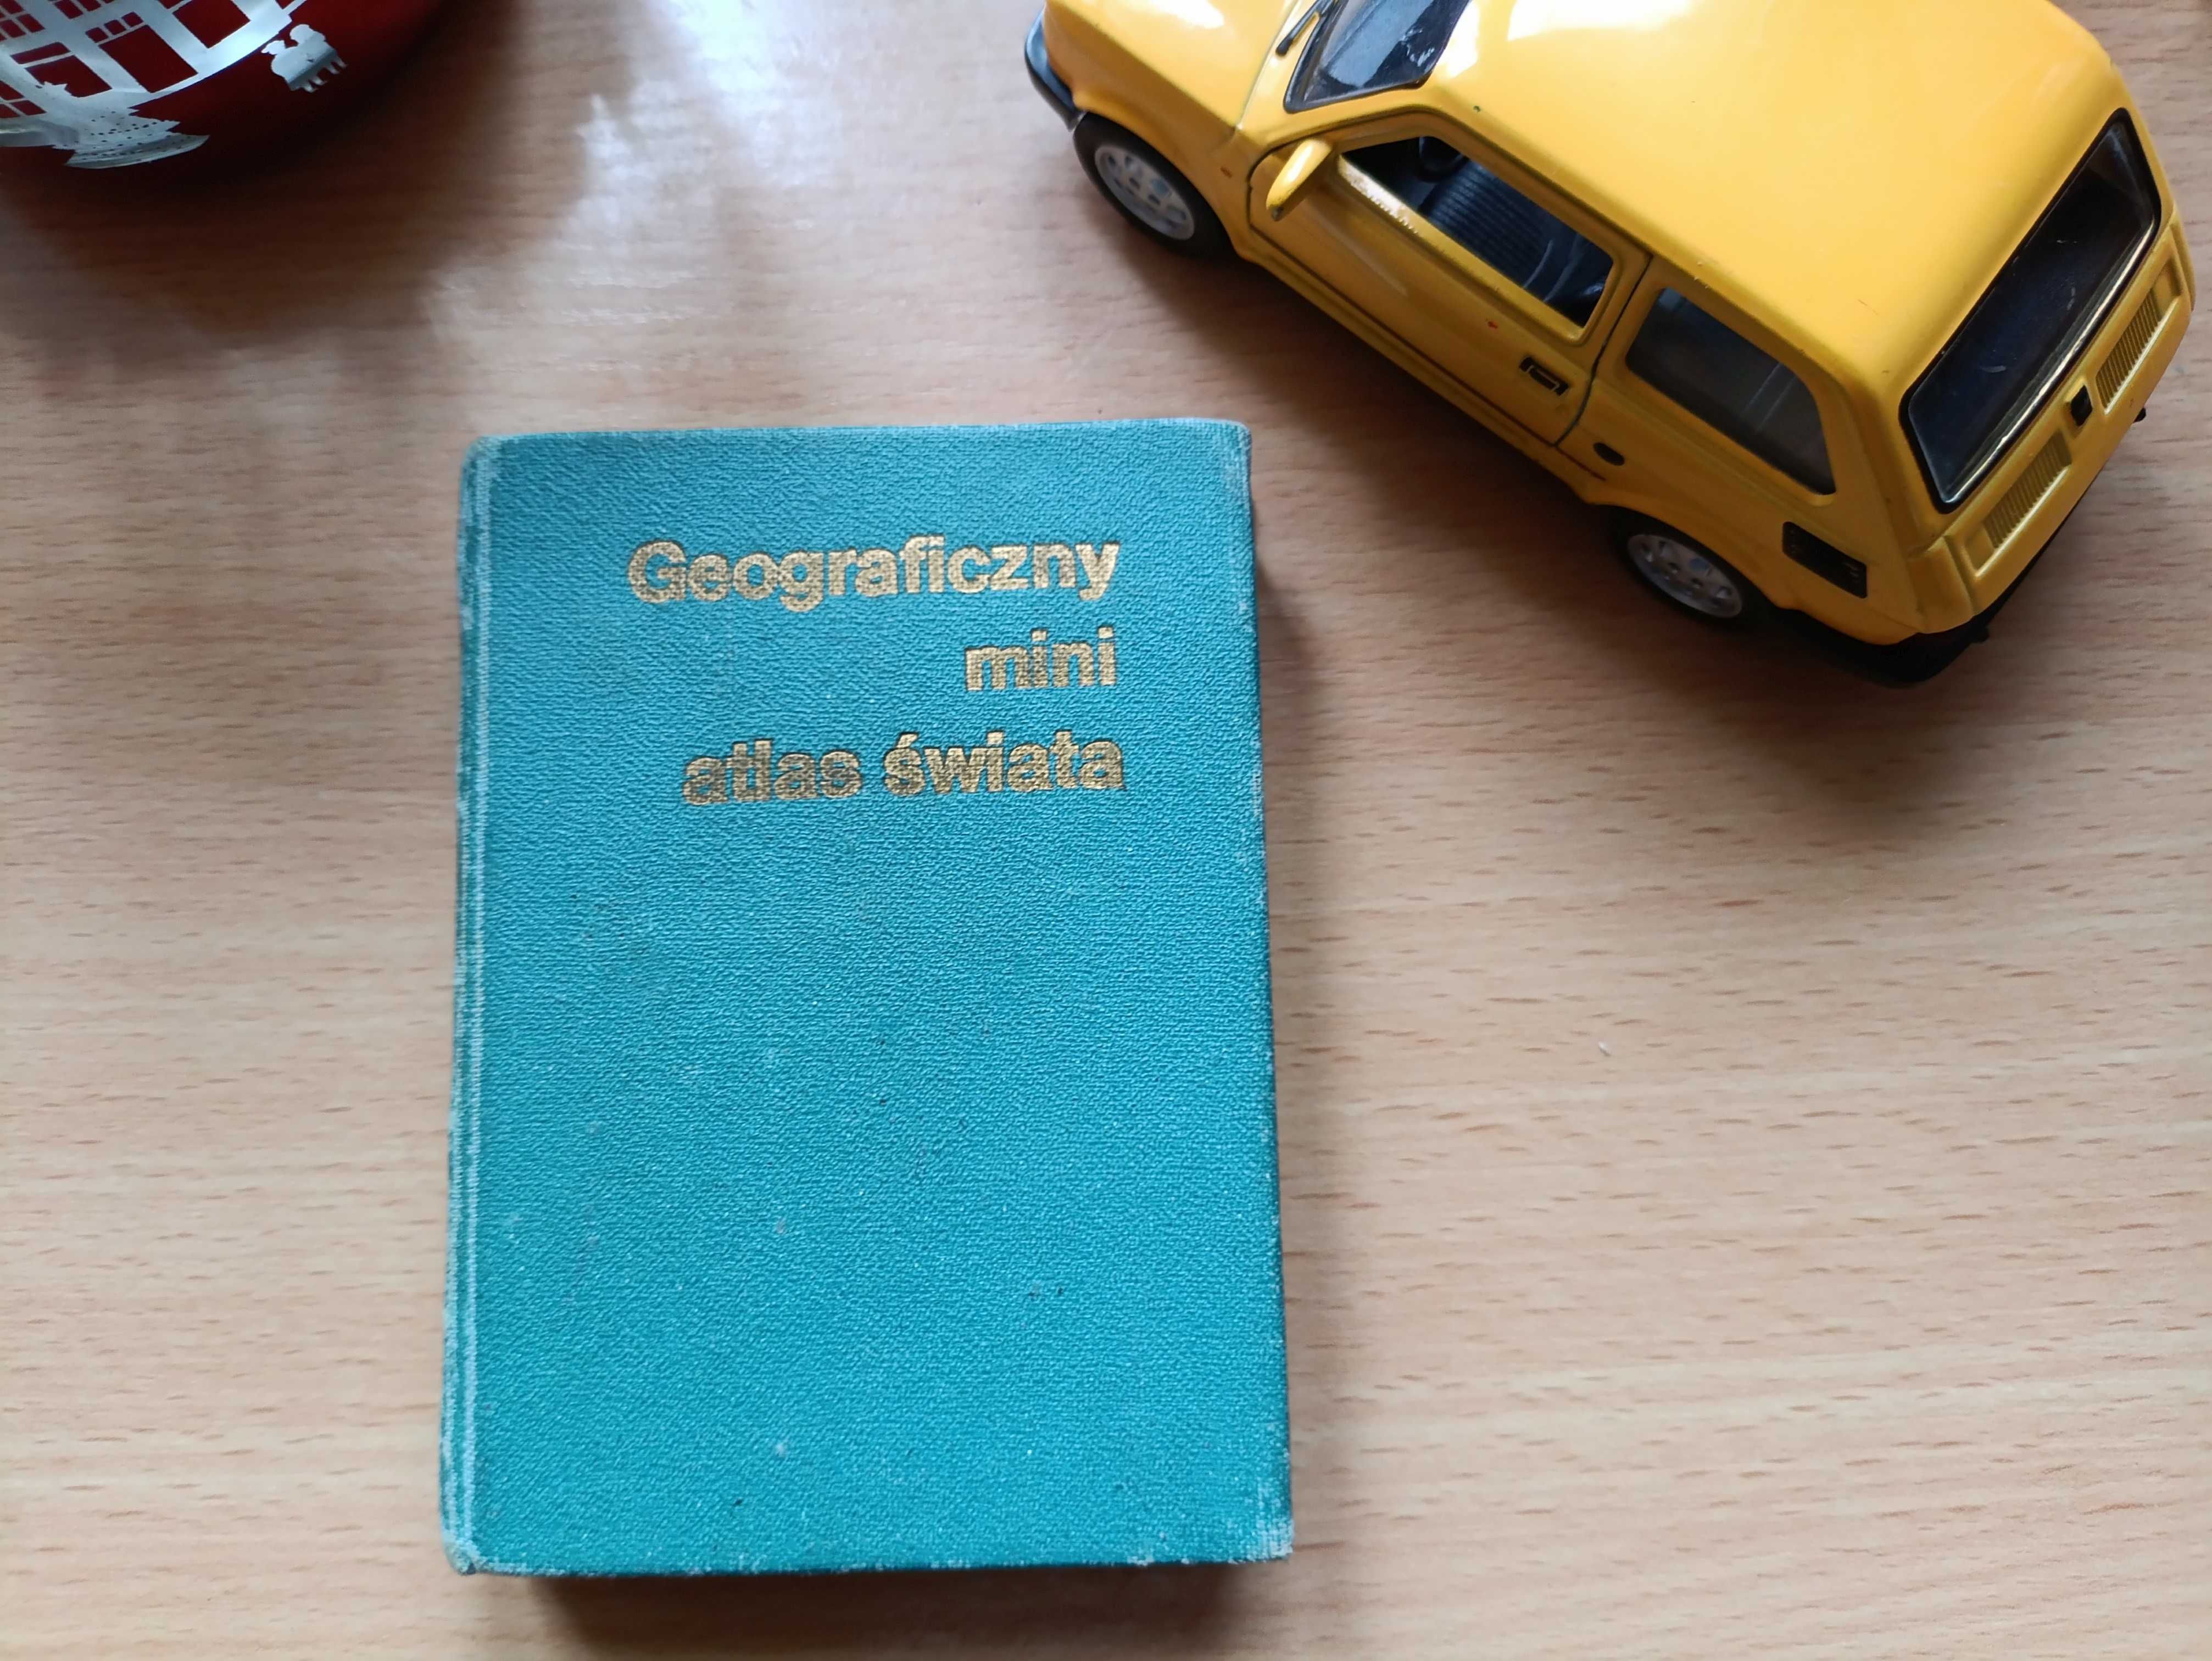 Geograficzny
mini
atlas świata